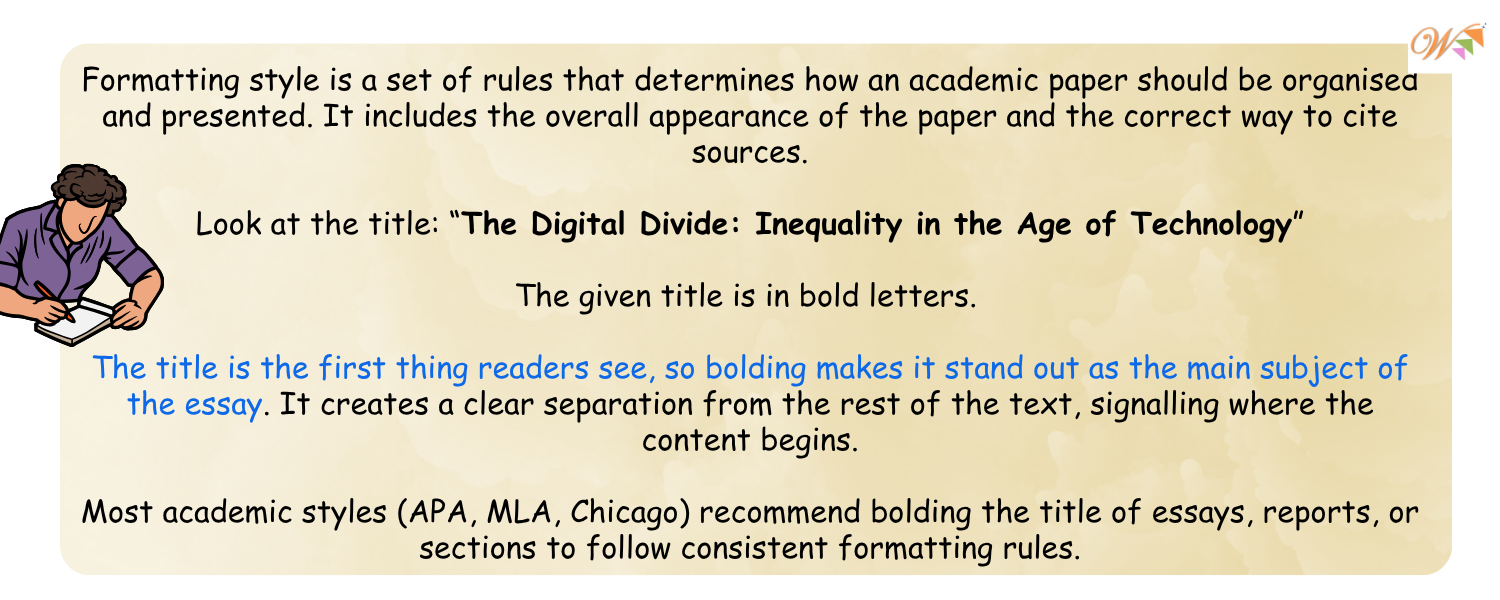 W
Formatting style is a set of rules that determines how an academic paper should be organised
and presented. It includes the overall appearance of the paper and the correct way to cite
sources.
Look at the title: “The Digital Divide: Inequality in the Age of Technology”
The given title is in bold letters.
The title is the first thing readers see, so bolding makes it stand out as the main subject of
the essay. It creates a clear separation from the rest of the text, signalling where the
content begins.
Most academic styles (APA, MLA, Chicago) recommend bolding the title of essays, reports, or
sections to follow consistent formatting rules.